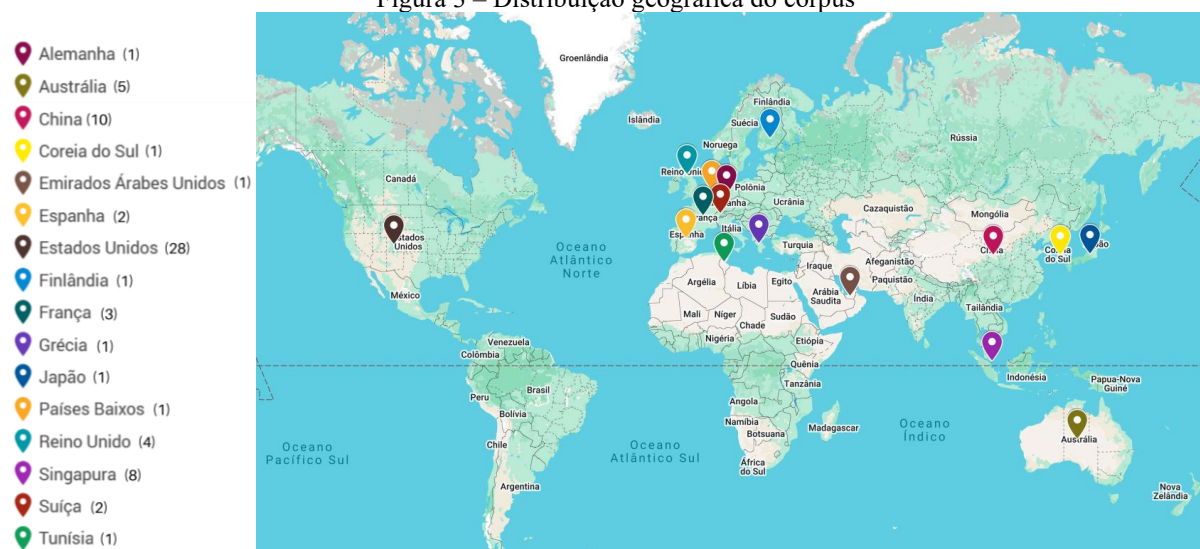 Figura 3 – Distribuição geográfica do corpus
Alemanha (1)
Austrália (5)
China (10)
Coreia do Sul (1)
Emirados Árabes Unidos (1)
Espanha (2)
Estados Unidos (28)
Finlândia (1)
França (3)
Grécia (1)
Japão (1)
Países Baixos (1)
Reino Unido (4)
Singapura (8)
Suíça (2)
Tunísia (1)
Groenlândia
Islândia
Finlândia
Suécia
Noruega
Rússia
Canadá
Reino
Polônia
Ucrânia
Cazaquistão
Mongólia
Itália
Turquia
Unidos
Oceano
Atlântico
Norte
Iraque
Afeganistão
Paquistão
do Sul
México
Argélia
Líbia
Egito
Arábia
Saudita
Índia
Tailândia
Mali
Níger
Chade
Sudão
Nigéria
Etiópia
Venezuela
Colômbia
Quênia
Indonésia
Papua-Nova
Guiné
Peru
Brasil
Tanzânia
Angola
Bolívia
Namíbia
Botsuana
Madagascar
Oceano
Índico
Austrália
Chile
Oceano
Pacífico Sul
Oceano
Atlântico Sul
África
do Sul
Argentina
Nova
Zelândia